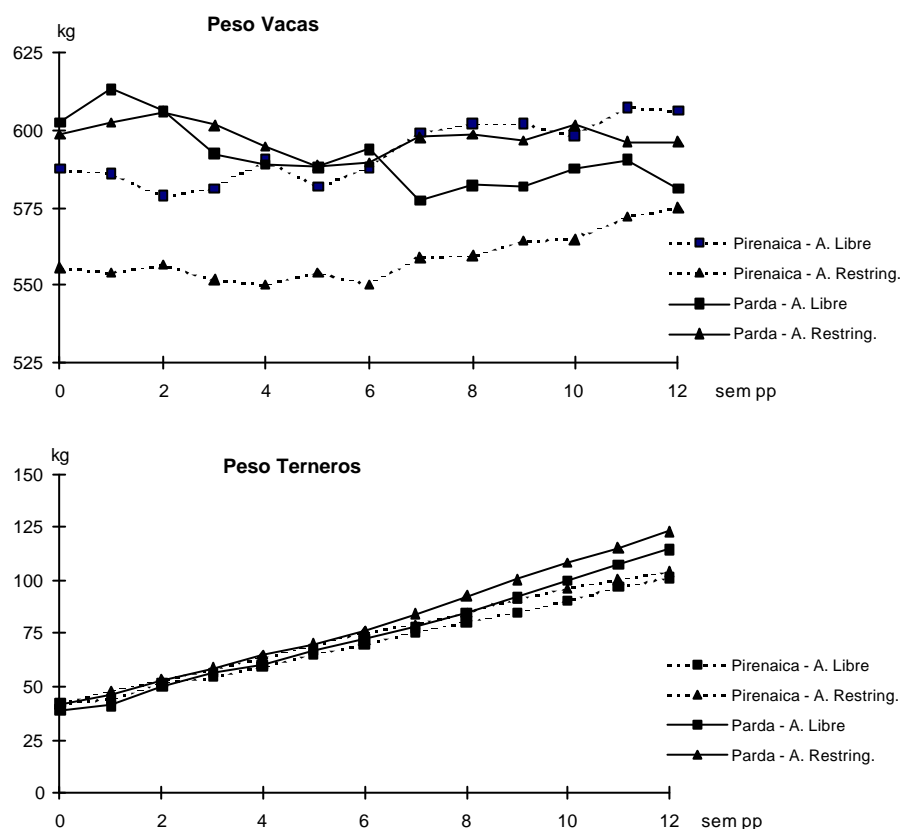 Peso Vacas
kg
625
600
575
550
525
0 2 4 6 8 10 12 sem pp
Pirenaica - A. Libre
Pirenaica - A. Restring.
Parda - A. Libre
Parda - A. Restring.
Peso Terneros
kg
150
125
100
75
50
25
0
0 2 4 6 8 10 12 sem pp
Pirenaica - A. Libre
Pirenaica - A. Restring.
Parda - A. Libre
Parda - A. Restring.